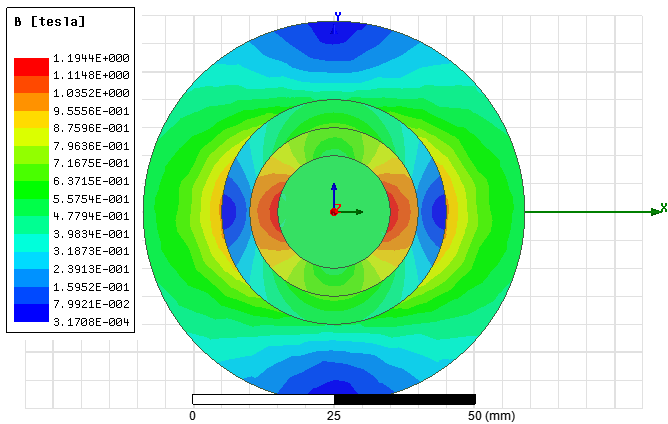 B [tesla]
1.1944E+000
1.1148E+000
1.0352E+000
9.5556E-001
8.7596E-001
7.9636E-001
7.1675E-001
6.3715E-001
5.5754E-001
4.7794E-001
3.9834E-001
3.1873E-001
2.3913E-001
1.5952E-001
7.9921E-002
3.1708E-004
Y
Z
X
0 25 50 (mm)